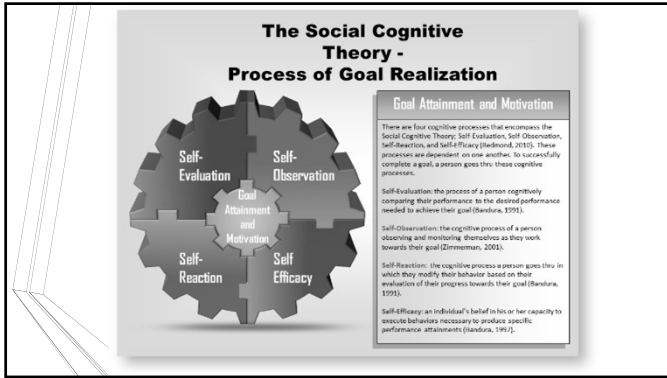 The Social Cognitive
Theory -
Process of Goal Realization
Self-
Evaluation
Self-
Observation
Goal
Attainment
and
Motivation
Self-
Reaction
Self
Efficacy
Goal Attainment and Motivation
There are four cognitive processes that encompass the
Social Cognitive Theory; Self-Evaluation, Self-Observation,
Self-Reaction, and Self-Efficacy (Redmond, 2010). These
processes are dependent on one another. To successfully
complete a goal, a person goes thru these cognitive
processes.
Self-Evaluation: the process of a person cognitively
comparing their performance to the desired performance
needed to achieve their goal (Bandura, 1991).
Self-Observation: the cognitive process of a person
observing and monitoring themselves as they work
towards their goal (Zimmerman, 2001).
Self-Reaction: the cognitive process a person goes thru in
which they modify their behavior based on their
evaluation of their progress towards their goal (Bandura,
1991).
Self-Efficacy: an individual's belief in his or her capacity to
execute behaviors necessary to produce specific
performance attainments (Bandura, 1997).